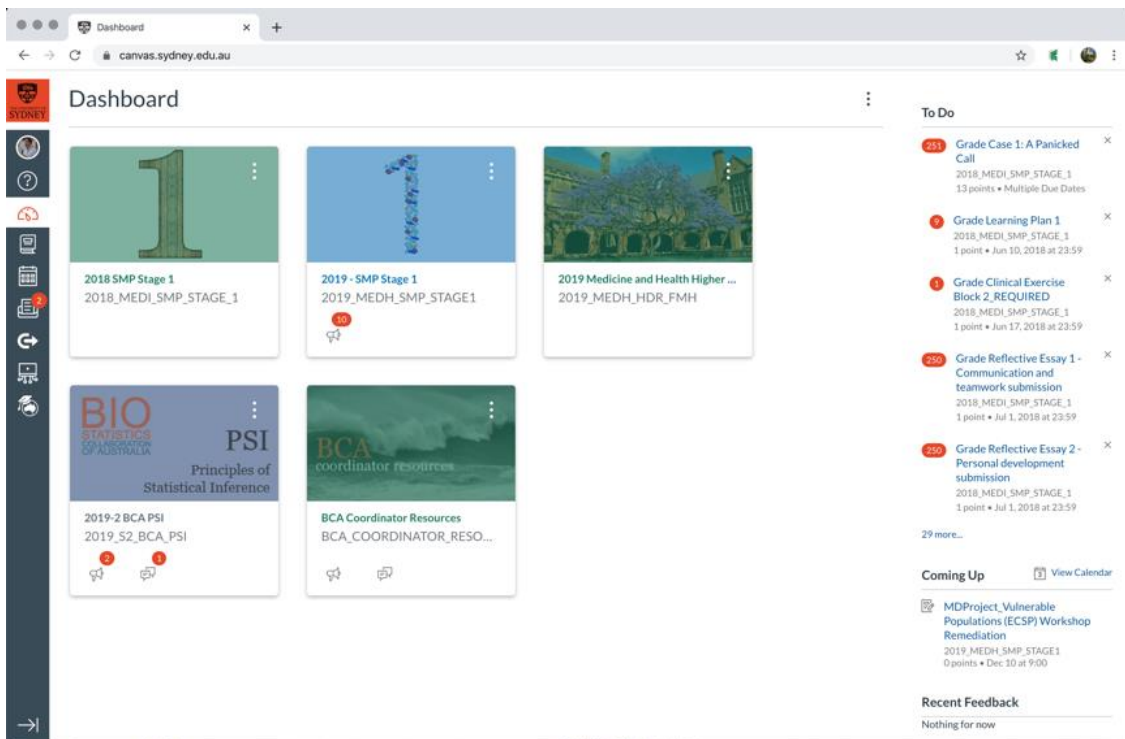 Dashboard
canvas.sydney.edu.au
SYDNEY
2
Dashboard
1
2018 SMP Stage 1
2018_MEDI_SMP_STAGE_1
1
2019 - SMP Stage 1
2019_MEDH_SMP_STAGE1
10
2019 Medicine and Health Higher ...
2019_MEDH_HDR_FMH
BIO
STATISTICS
COLLABORATION
OF AUSTRALIA
PSI
Principles of
Statistical Inference
2019-2 BCA PSI
2019_S2_BCA_PSI
2 1
BCA
coordinator resources
BCA Coordinator Resources
BCA_COORDINATOR_RESO...
To Do
251 Grade Case 1: A Panicked
Call
2018_MEDI_SMP_STAGE_1
13 points • Multiple Due Dates
9 Grade Learning Plan 1
2018_MEDI_SMP_STAGE_1
1 point • Jun 10, 2018 at 23:59
1 Grade Clinical Exercise
Block 2_REQUIRED
2018_MEDI_SMP_STAGE_1
1 point • Jun 17, 2018 at 23:59
250 Grade Reflective Essay 1 -
Communication and
teamwork submission
2018_MEDI_SMP_STAGE_1
1 point • Jul 1, 2018 at 23:59
250 Grade Reflective Essay 2 -
Personal development
submission
2018_MEDI_SMP_STAGE_1
1 point • Jul 1, 2018 at 23:59
29 more...
Coming Up 3 View Calendar
MDProject_Vulnerable
Populations (ECSP) Workshop
Remediation
2019_MEDH_SMP_STAGE1
0 points • Dec 10 at 9:00
Recent Feedback
Nothing for now